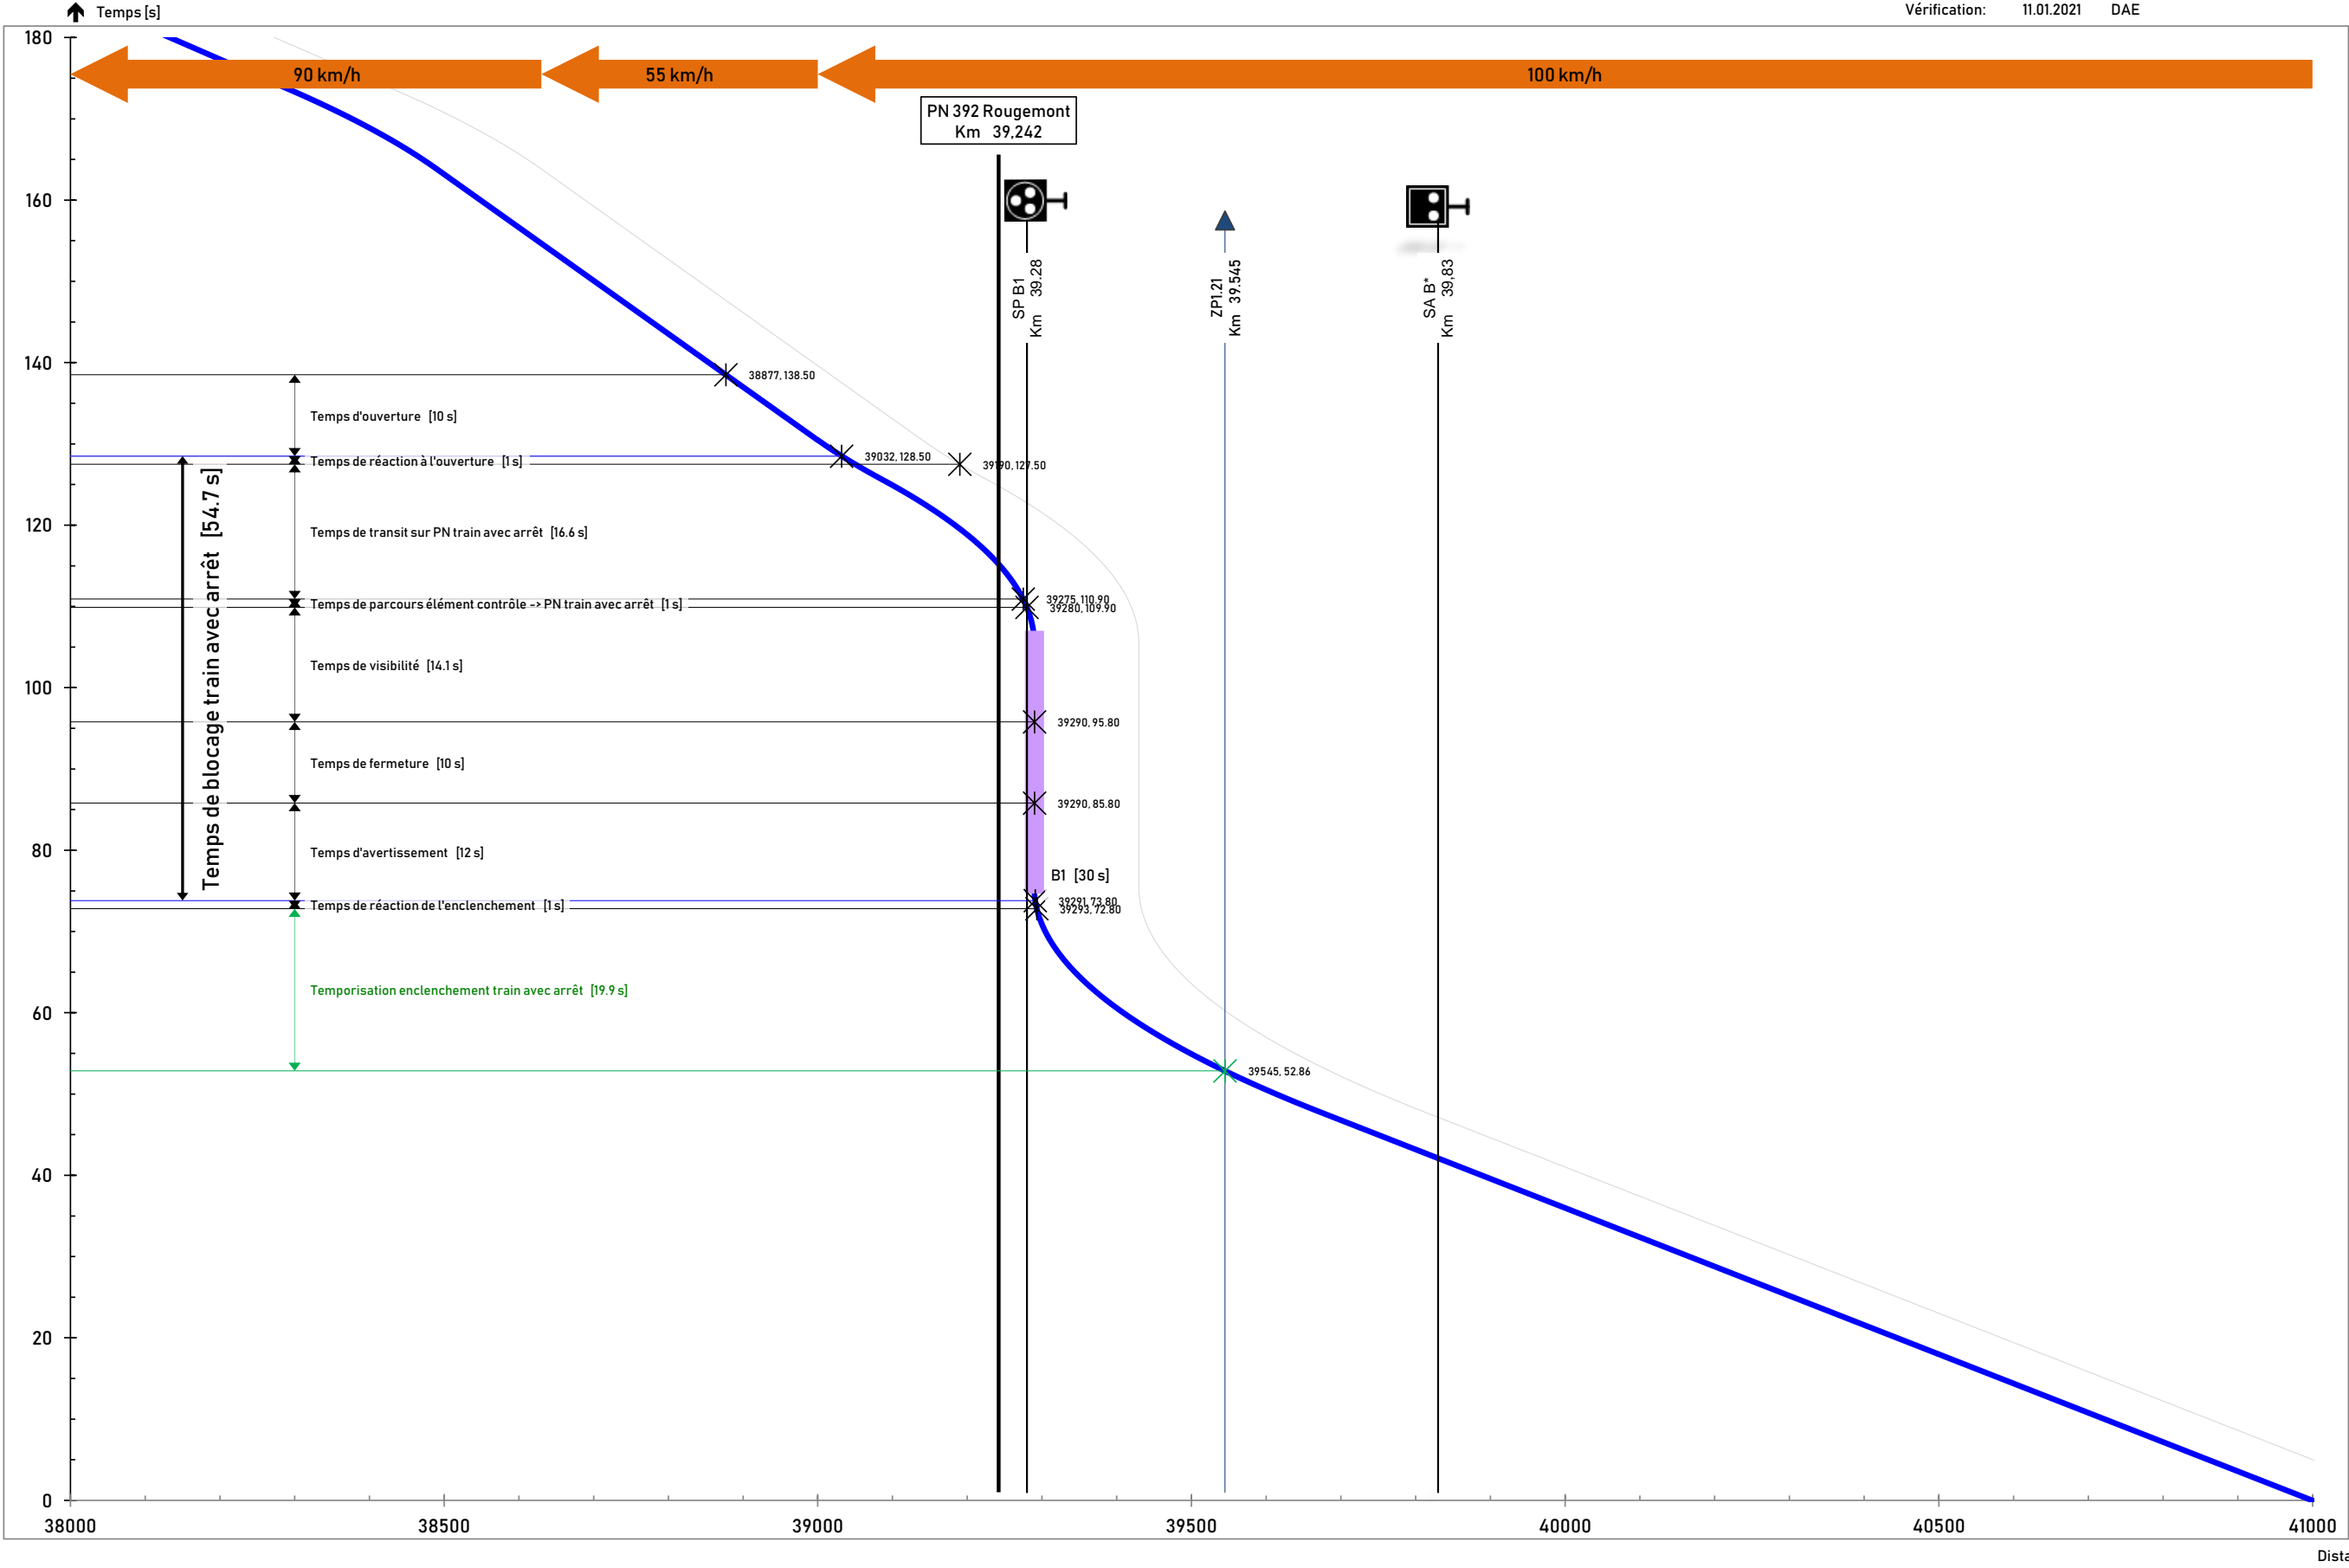 Temps [s]
Vérification: 11.01.2021 DAE
180
90 km/h
55 km/h
100 km/h
PN 392 Rougemont
Km 39,242
160
SP B1
Km 39.28
ZP1.21
Km 39.545
SA B*
Km 39,83
140
38877, 138.50
Temps d'ouverture [10 s]
39032, 128.50
Temps de réaction à l'ouverture [1 s]
39190, 127.50
Temps de blocage train avec arrêt [54.7 s]
120
Temps de transit sur PN train avec arrêt [16.6 s]
39275, 110.90
Temps de parcours élément contrôle -> PN train avec arrêt [1 s]
39280, 109.90
Temps de visibilité [14.1 s]
100
39290, 95.80
Temps de fermeture [10 s]
39290, 85.80
80
Temps d'avertissement [12 s]
B1 [30 s]
39291, 73.80
Temps de réaction de l'enclenchement [1 s]
39293, 72.80
Temporisation enclenchement train avec arrêt [19.9 s]
60
39545, 52.86
40
20
0
38000
38500
39000
39500
40000
40500
41000